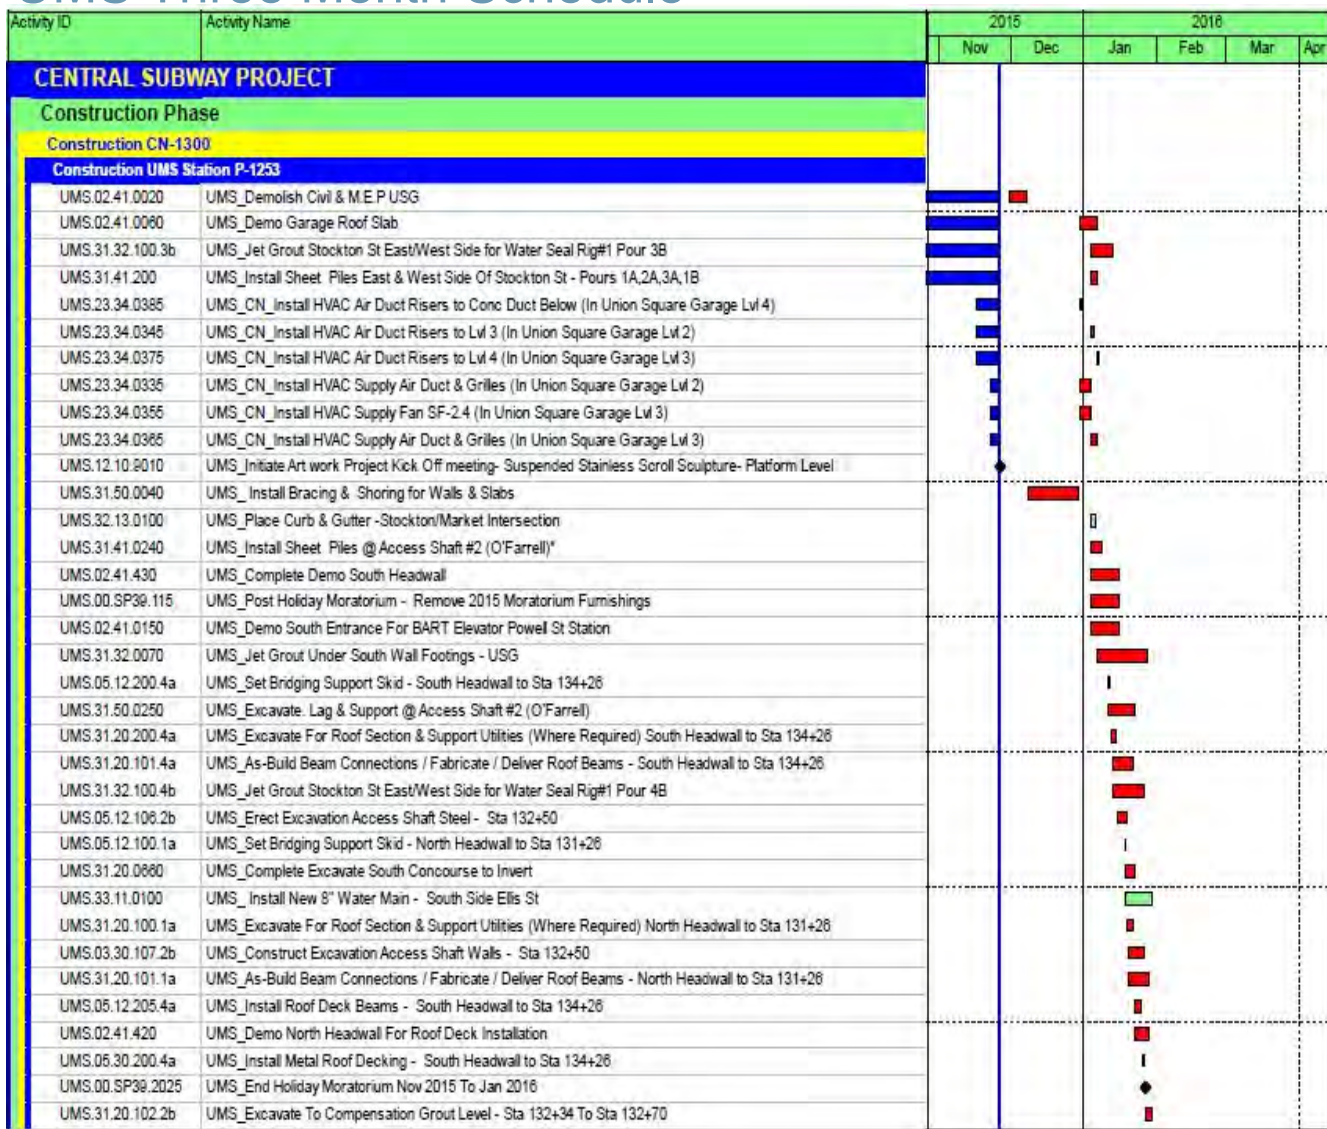 UMS Three Month Schedule
Activity ID Activity Name 2015 2016
Nov Dec Jan Feb Mar Apr
CENTRAL SUBWAY PROJECT
Construction Phase
Construction CN-1300
Construction UMS Station P-1253
UMS.02.41.0020 UMS_Demolish Civil & M.E.P USG
UMS.02.41.0060 UMS_Demo Garage Roof Slab
UMS.31.32.100.3b UMS_Jet Grout Stockton St East/West Side for Water Seal Rig#1 Pour 3B
UMS.31.41.200 UMS_Install Sheet Piles East & West Side Of Stockton St - Pours 1A,2A,3A,1B
UMS.23.34.0385 UMS_CN_Install HVAC Air Duct Risers to Conc Duct Below (In Union Square Garage Lvl 4)
UMS.23.34.0345 UMS_CN_Install HVAC Air Duct Risers to Lvl 3 (In Union Square Garage Lvl 2)
UMS.23.34.0375 UMS_CN_Install HVAC Air Duct Risers to Lvl 4 (In Union Square Garage Lvl 3)
UMS.23.34.0335 UMS_CN_Install HVAC Supply Air Duct & Grilles (In Union Square Garage Lvl 2)
UMS.23.34.0355 UMS_CN_Install HVAC Supply Fan SF-2.4 (In Union Square Garage Lvl 3)
UMS.23.34.0365 UMS_CN_Install HVAC Supply Air Duct & Grilles (In Union Square Garage Lvl 3)
UMS.12.10.9010 UMS_Initiate Art work Project Kick Off meeting- Suspended Stainless Scroll Sculpture- Platform Level
UMS.31.50.0040 UMS_ Install Bracing & Shoring for Walls & Slabs
UMS.32.13.0100 UMS_Place Curb & Gutter -Stockton/Market Intersection
UMS.31.41.0240 UMS_Install Sheet Piles @ Access Shaft #2 (O'Farrell)"
UMS.02.41.430 UMS_Complete Demo South Headwall
UMS.00.SP39.115 UMS_Post Holiday Moratorium - Remove 2015 Moratorium Furnishings
UMS.02.41.0150 UMS_Demo South Entrance For BART Elevator Powell St Station
UMS.31.32.0070 UMS_Jet Grout Under South Wall Footings - USG
UMS.05.12.200.4a UMS_Set Bridging Support Skid - South Headwall to Sta 134+26
UMS.31.50.0250 UMS_Excavate. Lag & Support @ Access Shaft #2 (O'Farrell)
UMS.31.20.200.4a UMS_Excavate For Roof Section & Support Utilities (Where Required) South Headwall to Sta 134+26
UMS.31.20.101.4a UMS_As-Build Beam Connections / Fabricate / Deliver Roof Beams - South Headwall to Sta 134+26
UMS.31.32.100.4b UMS_Jet Grout Stockton St East/West Side for Water Seal Rig#1 Pour 4B
UMS.05.12.106.2b UMS_Erect Excavation Access Shaft Steel - Sta 132+50
UMS.05.12.100.1a UMS_Set Bridging Support Skid - North Headwall to Sta 131+26
UMS.31.20.0660 UMS_Complete Excavate South Concourse to Invert
UMS.33.11.0100 UMS_ Install New 8" Water Main - South Side Ellis St
UMS.31.20.100.1a UMS_Excavate For Roof Section & Support Utilities (Where Required) North Headwall to Sta 131+26
UMS.03.30.107.2b UMS_Construct Excavation Access Shaft Walls - Sta 132+50
UMS.31.20.101.1a UMS_As-Build Beam Connections / Fabricate / Deliver Roof Beams - North Headwall to Sta 131+26
UMS.05.12.205.4a UMS_Install Roof Deck Beams - South Headwall to Sta 134+26
UMS.02.41.420 UMS_Demo North Headwall For Roof Deck Installation
UMS.05.30.200.4a UMS_Install Metal Roof Decking - South Headwall to Sta 134+26
UMS.00.SP39.2025 UMS_End Holiday Moratorium Nov 2015 To Jan 2016
UMS.31.20.102.2b UMS_Excavate To Compensation Grout Level - Sta 132+34 To Sta 132+70